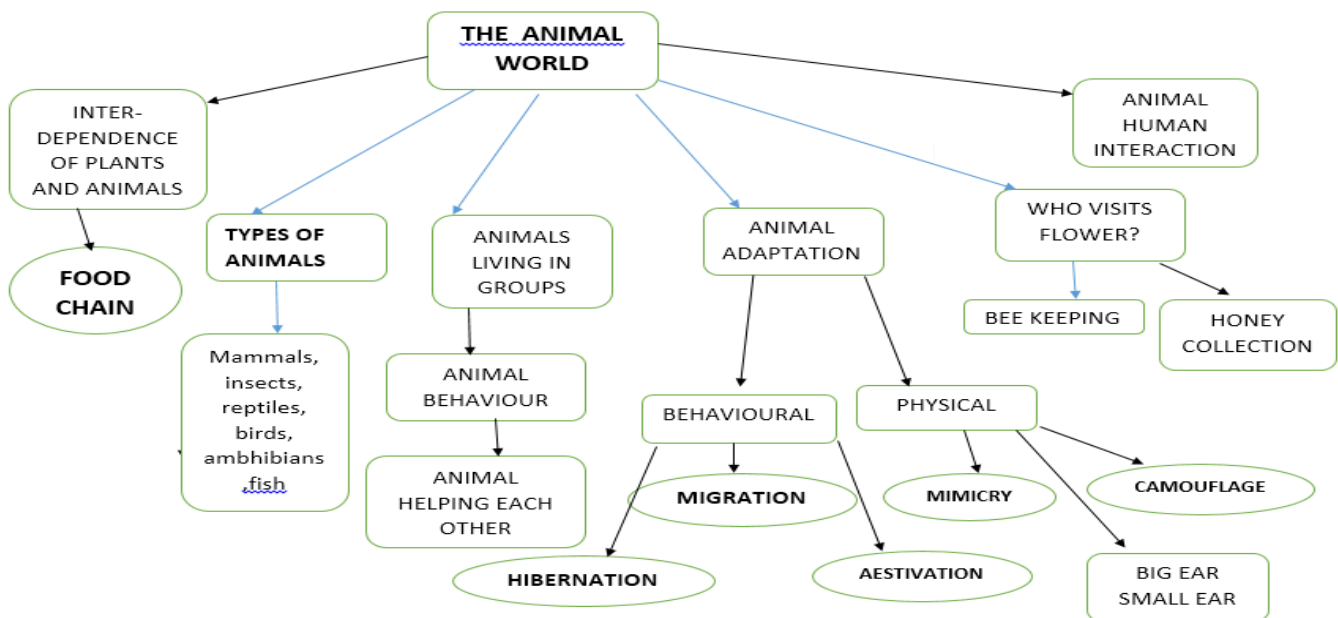 THE ANIMAL
WORLD
INTER-
DEPENDENCE
OF PLANTS
AND ANIMALS
FOOD
CHAIN
TYPES OF
ANIMALS
Mammals,
insects,
reptiles,
birds,
ambhibians
,fish
ANIMALS
LIVING IN
GROUPS
ANIMAL
BEHAVIOUR
ANIMAL
HELPING EACH
OTHER
ANIMAL
ADAPTATION
BEHAVIOURAL
HIBERNATION
MIGRATION
AESTIVATION
PHYSICAL
MIMICRY
CAMOUFLAGE
BIG EAR
SMALL EAR
WHO VISITS
FLOWER?
BEE KEEPING
HONEY
COLLECTION
ANIMAL
HUMAN
INTERACTION